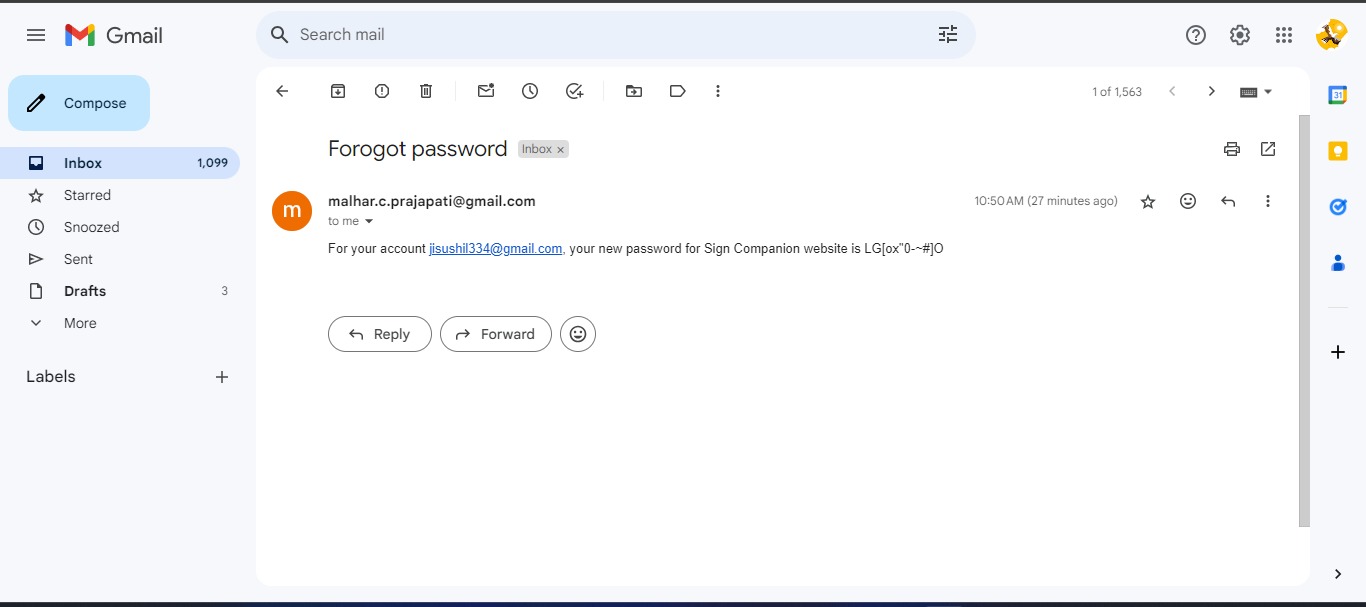 Gmail
Search mail
Compose
1 of 1,563
Inbox 1,099
Starred
Snoozed
Sent
Drafts 3
More
Labels
Forogot password Inbox ×
m
malhar.c.prajapati@gmail.com 10:50 AM (27 minutes ago)
to me
For your account jisushil334@gmail.com, your new password for Sign Companion website is LG[ox"0-~#]O
Reply Forward
31